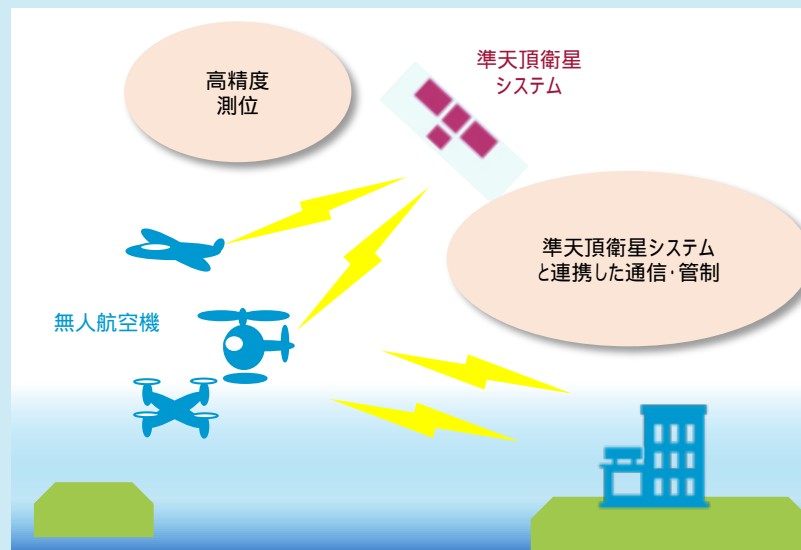 高精度
測位
準天頂衛星
システム
準天頂衛星システム
と連携した通信・管制
無人航空機